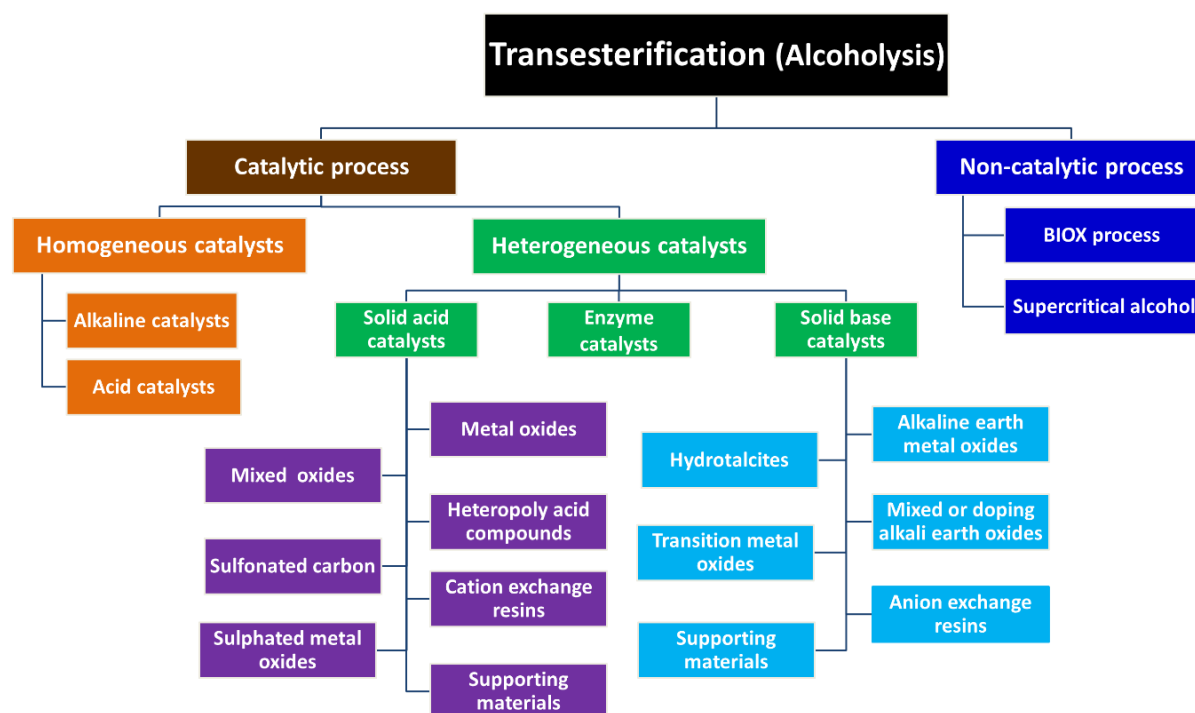 Transesterification (Alcoholysis)
Catalytic process
Non-catalytic process
Homogeneous catalysts
Heterogeneous catalysts
BIOX process
Supercritical alcohol
Alkaline catalysts
Acid catalysts
Solid acid
catalysts
Enzyme
catalysts
Solid base
catalysts
Metal oxides
Mixed oxides
Heteropoly acid
compounds
Sulfonated carbon
Cation exchange
resins
Sulphated metal
oxides
Supporting
materials
Alkaline earth
metal oxides
Hydrotalcites
Mixed or doping
alkali earth oxides
Transition metal
oxides
Anion exchange
resins
Supporting
materials